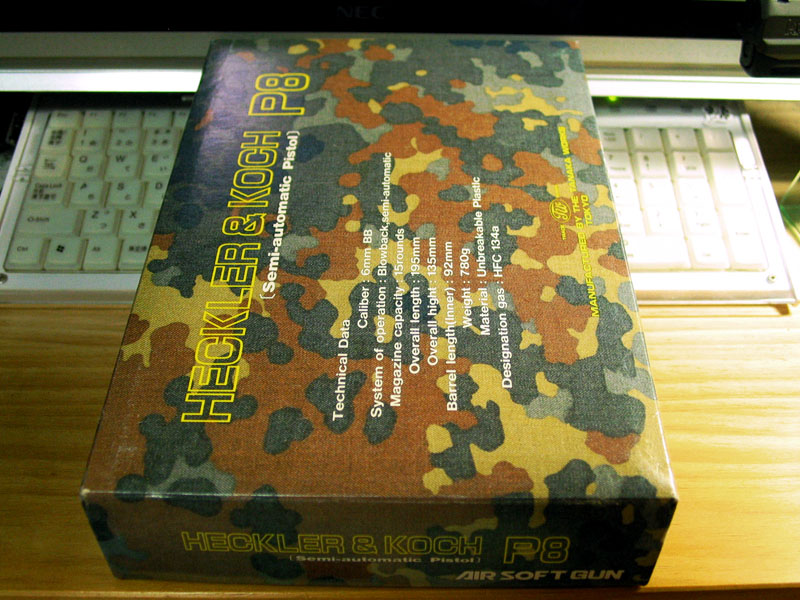 NEC
HECKLER & KOCH P8
(Semi-automatic Pistol)
Technical Data
Caliber : 6mm BB
System of operation : Blowback,semi-automatic
Magazine capacity : 15rounds
Overall length : 195mm
Overall hight : 135mm
Barrel length(inner) : 92mm
Weight : 780g
Material : Unbreakable Plastic
Designation gas : HFC 134a
MANUFACTURED BY THE TANAKA WORKS
TOKYO
HECKLER & KOCH P8
(Semi-automatic Pistol)
AIR SOFT GUN